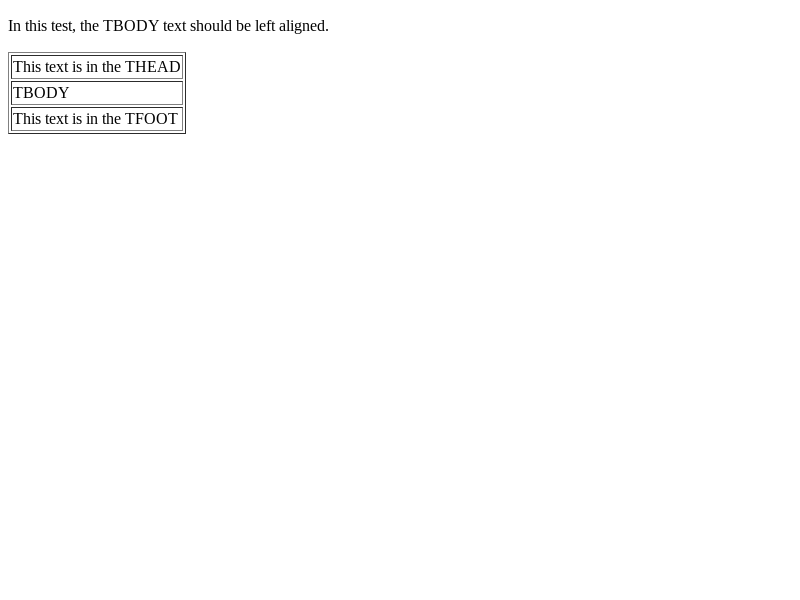 In this test, the TBODY text should be left aligned.
This text is in the THEAD
TBODY
This text is in the TFOOT